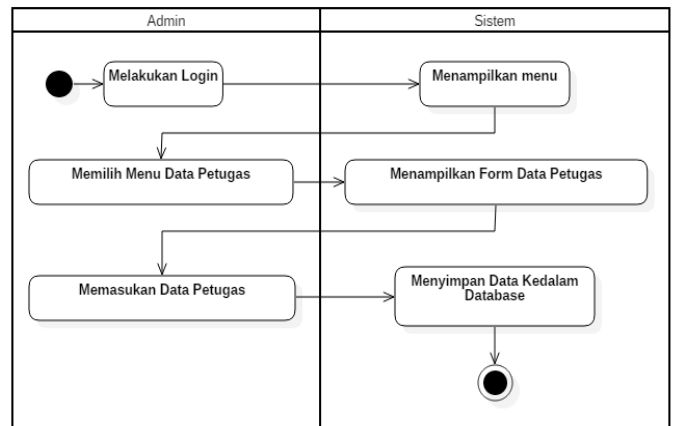 Admin
Sistem
Melakukan Login
Menampilkan menu
Memilih Menu Data Petugas
Menampilkan Form Data Petugas
Memasukan Data Petugas
Menyimpan Data Kedalam
Database